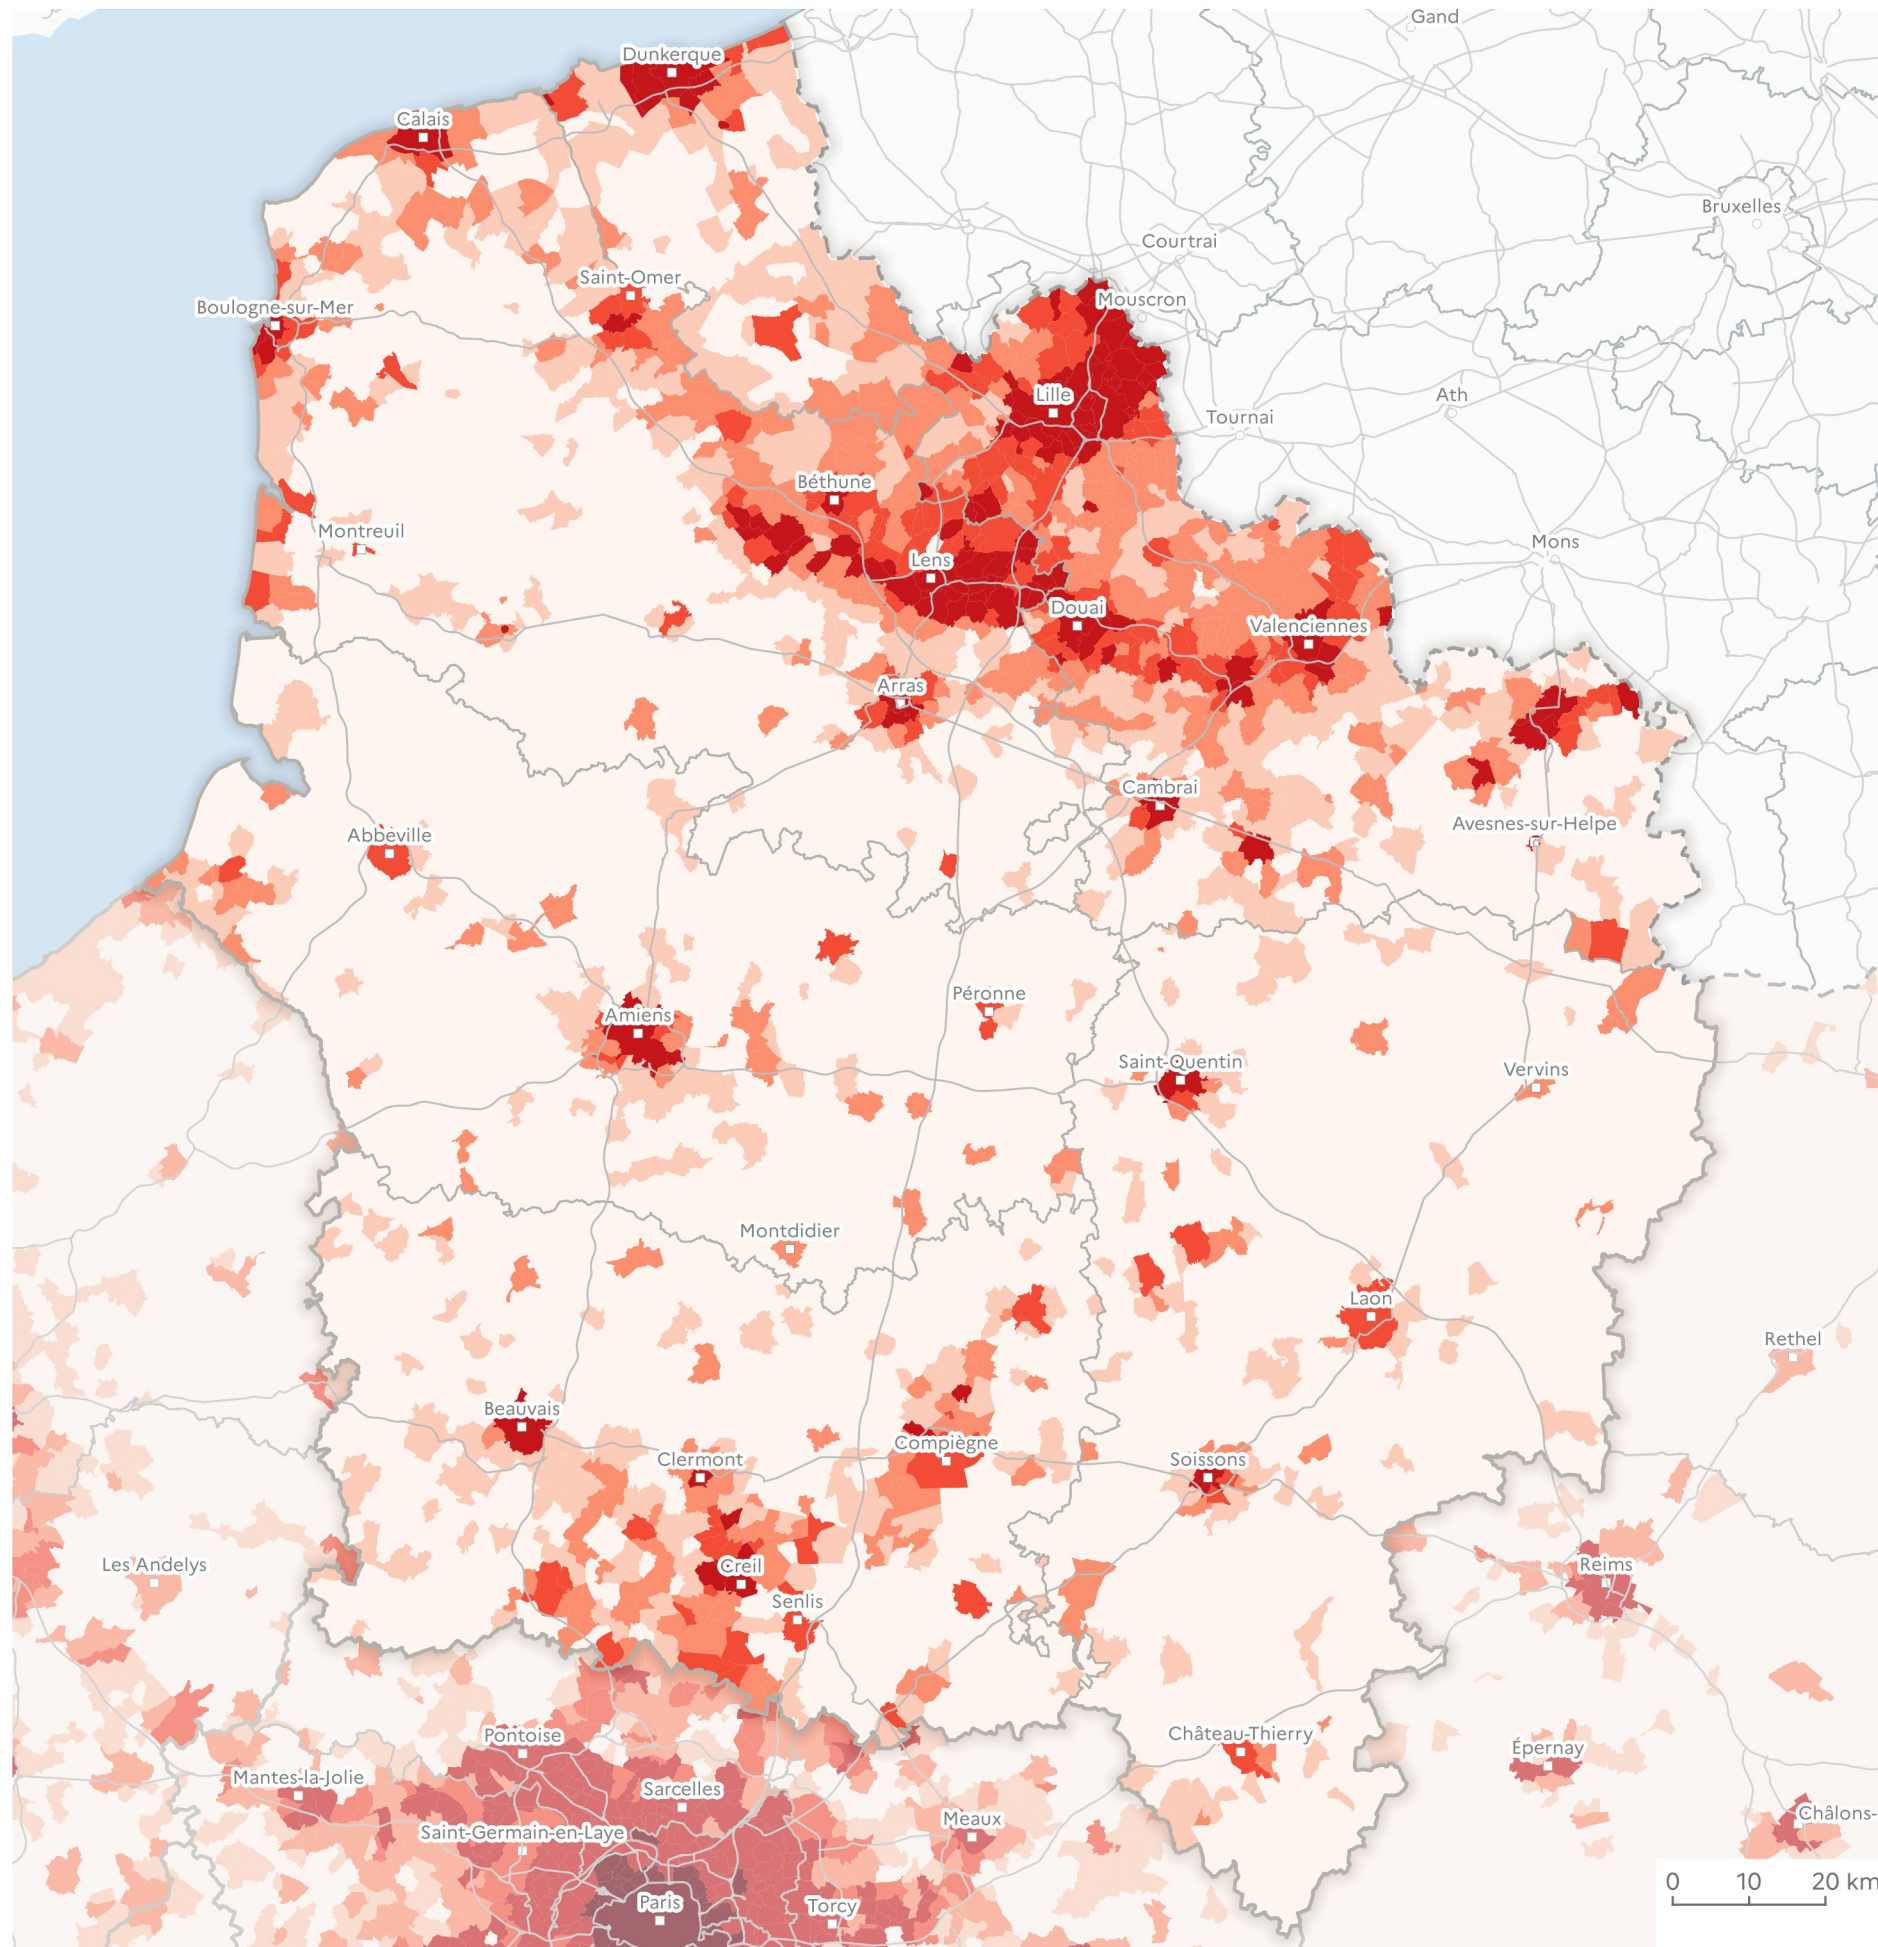 Gand
Dunkerque
Calais
Bruxelles
Courtrai
Saint-Omer
Mouscron
Boulogne-sur-Mer
Lille
Ath
Tournai
Béthune
Montreuil
Mons
Lens
Douai
Valenciennes
Arras
Cambrai
Avesnes-sur-Helpe
Abbeville
Péronne
Amiens
Saint-Quentin
Vervins
Montdidier
Laon
Rethel
Beauvais
Compiègne
Clermont
Soissons
Les Andelys
Creil
Reims
Senlis
Pontoise
Château-Thierry
Épernay
Mantes-la-Jolie
Sarcelles
Meaux
Châlons-
Saint-Germain-en-Laye
Paris
Torcy
0 10 20 km